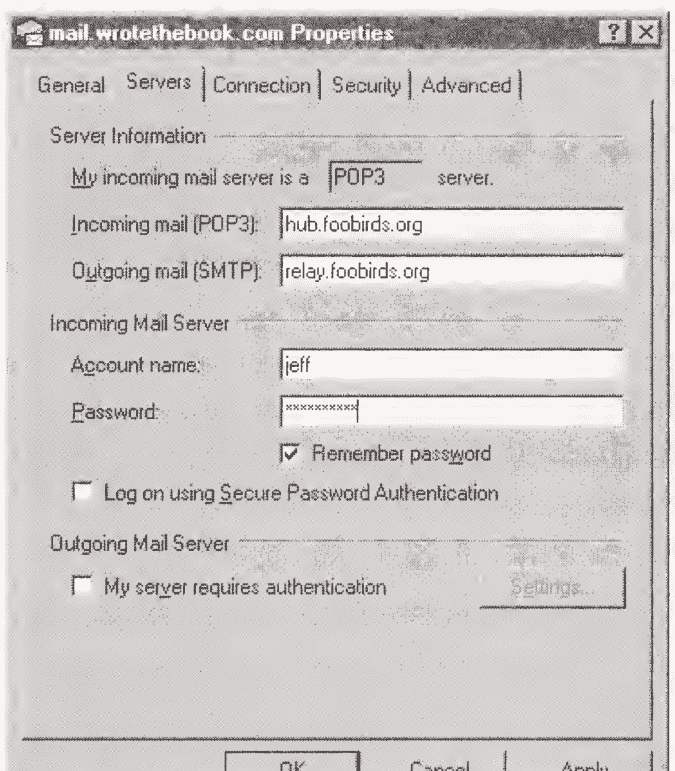 mail.wrotethebook.com Properties
General Servers Connection Security Advanced
Server Information
My incoming mail server is a POP3 server.
Incoming mail (POP3): hub.foobirds.org
Outgoing mail (SMTP): relay.foobirds.org
Incoming Mail Server
Account name: jeff
Password: xxxxxxxxxx
Remember password
Log on using Secure Password Authentication
Outgoing Mail Server
My server requires authentication Settings...
OK Cancel Apply